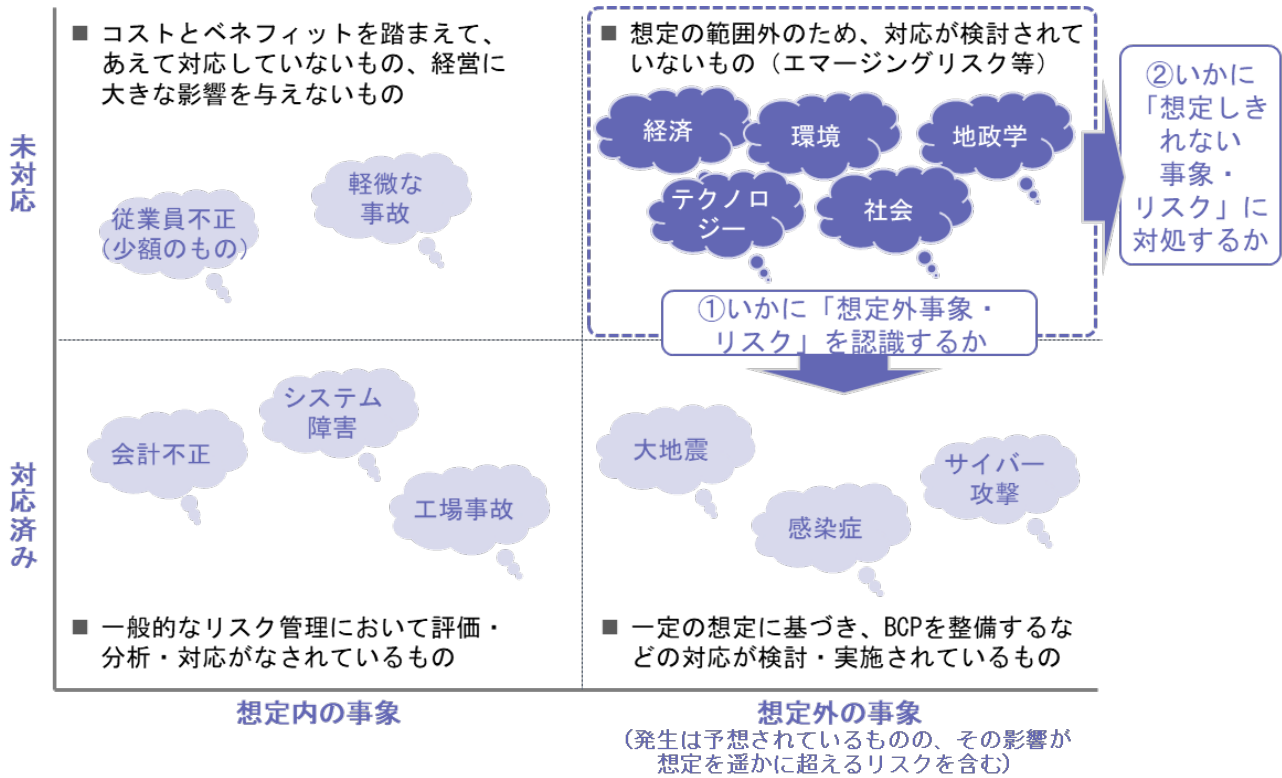 ■ コストとベネフィットを踏まえて、
あえて対応していないもの、経営に
大きな影響を与えないもの
■ 想定の範囲外のため、対応が検討されて
いないもの（エマージングリスク等）
②いかに
「想定しき
れない
事象・
リスク」に
対処するか
未対応
軽微な
事故
従業員不正
（少額のもの）
経済
環境
地政学
テクノロ
ジー
社会
①いかに「想定外事象・
リスク」を認識するか
対応済み
システム
障害
会計不正
工場事故
大地震
サイバー
攻撃
感染症
■ 一般的なリスク管理において評価・
分析・対応がなされているもの
■ 一定の想定に基づき、BCPを整備するな
どの対応が検討・実施されているもの
想定内の事象
想定外の事象
（発生は予想されているものの、その影響が
想定を遥かに超えるリスクを含む）